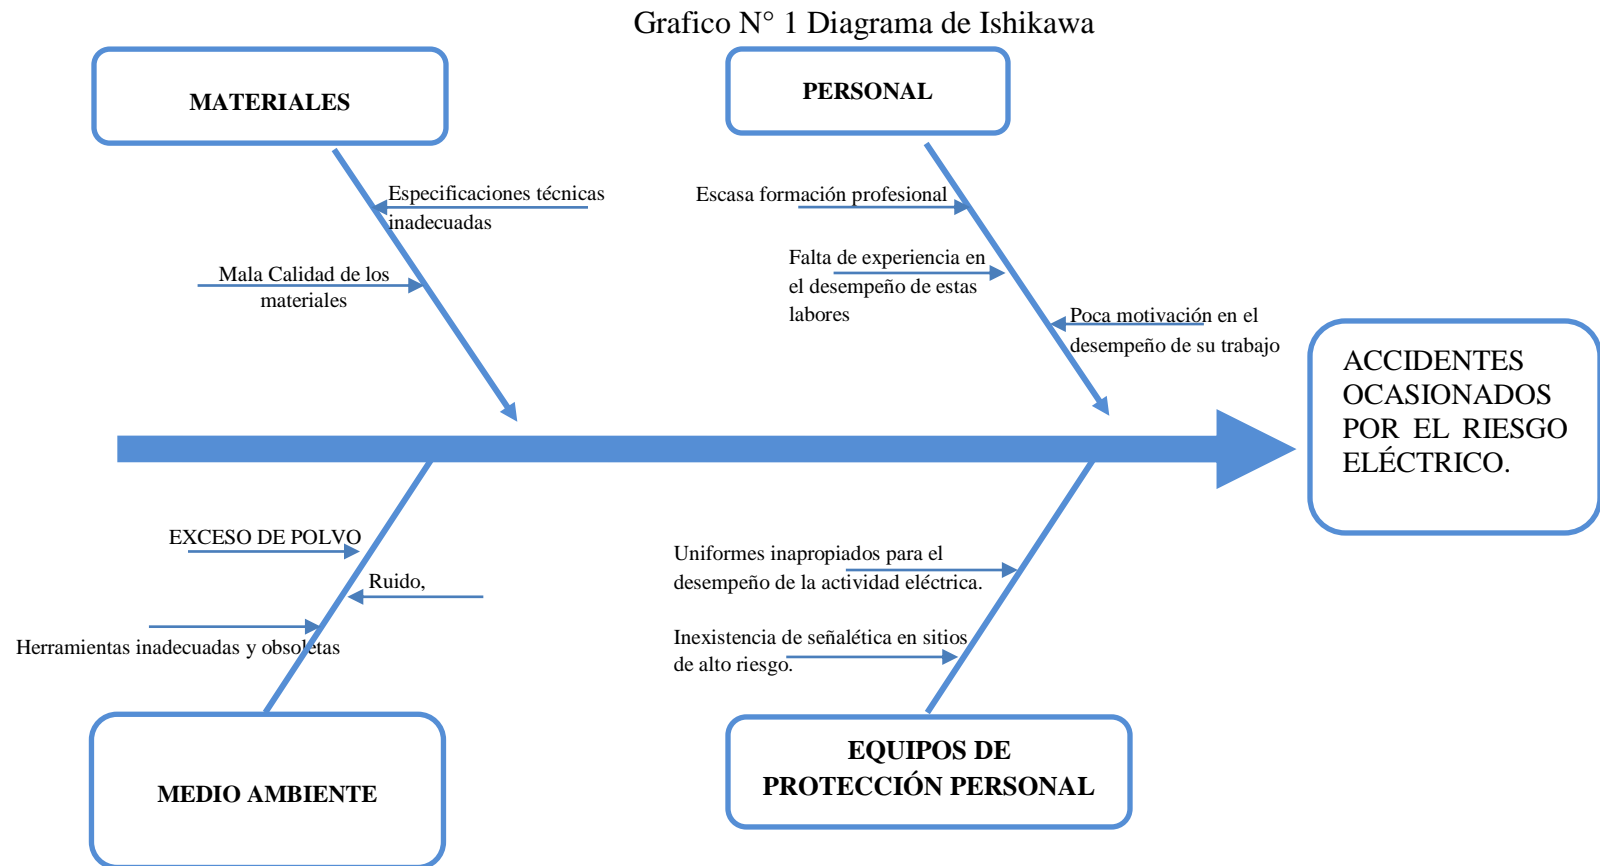 Grafico N° 1 Diagrama de Ishikawa
MATERIALES
PERSONAL
Especificaciones técnicas
inadecuadas
Mala Calidad de los
materiales
Escasa formación profesional
Falta de experiencia en
el desempeño de estas
labores
Poca motivación en el
desempeño de su trabajo
ACCIDENTES
OCASIONADOS
POR EL RIESGO
ELÉCTRICO.
EXCESO DE POLVO
Ruido,
Herramientas inadecuadas y obsoletas
Uniformes inapropiados para el
desempeño de la actividad eléctrica.
Inexistencia de señalética en sitios
de alto riesgo.
MEDIO AMBIENTE
EQUIPOS DE
PROTECCIÓN PERSONAL